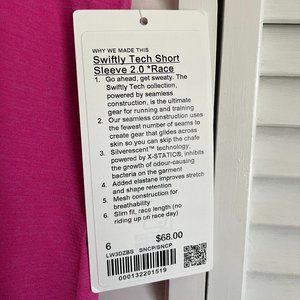 WHY WE MADE THIS
Swiftly Tech Short
Sleeve 2.0 *Race
1. Go ahead, get sweaty. The
Swiftly Tech collection,
powered by seamless
construction, is the ultimate
gear for running and training
2. Our seamless construction uses
the fewest number of seams to
create gear that glides across
skin so you can skip the chafe
3. Silverescent™ technology,
powered by X-STATIC®, inhibits
the growth of odour-causing
bacteria on the garment
4. Added elastane improves stretch
and shape retention
5. Mesh construction for
breathability
6. Slim fit, race length (no
riding up on race day)
6 $68.00
LW3DZBS SNCP/SNCP
000132201519